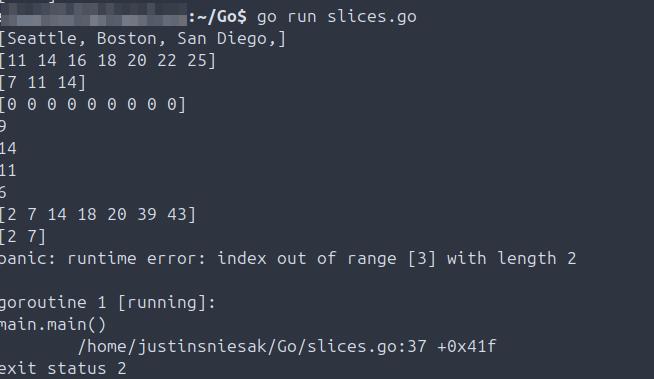 :~/Go$ go run slices.go
[Seattle, Boston, San Diego,]
[11 14 16 18 20 22 25]
[7 11 14]
[0 0 0 0 0 0 0 0 0]
9
14
11
6
[2 7 14 18 20 39 43]
[2 7]
panic: runtime error: index out of range [3] with length 2
goroutine 1 [running]:
main.main()
/home/justinsniesak/Go/slices.go:37 +0x41f
exit status 2